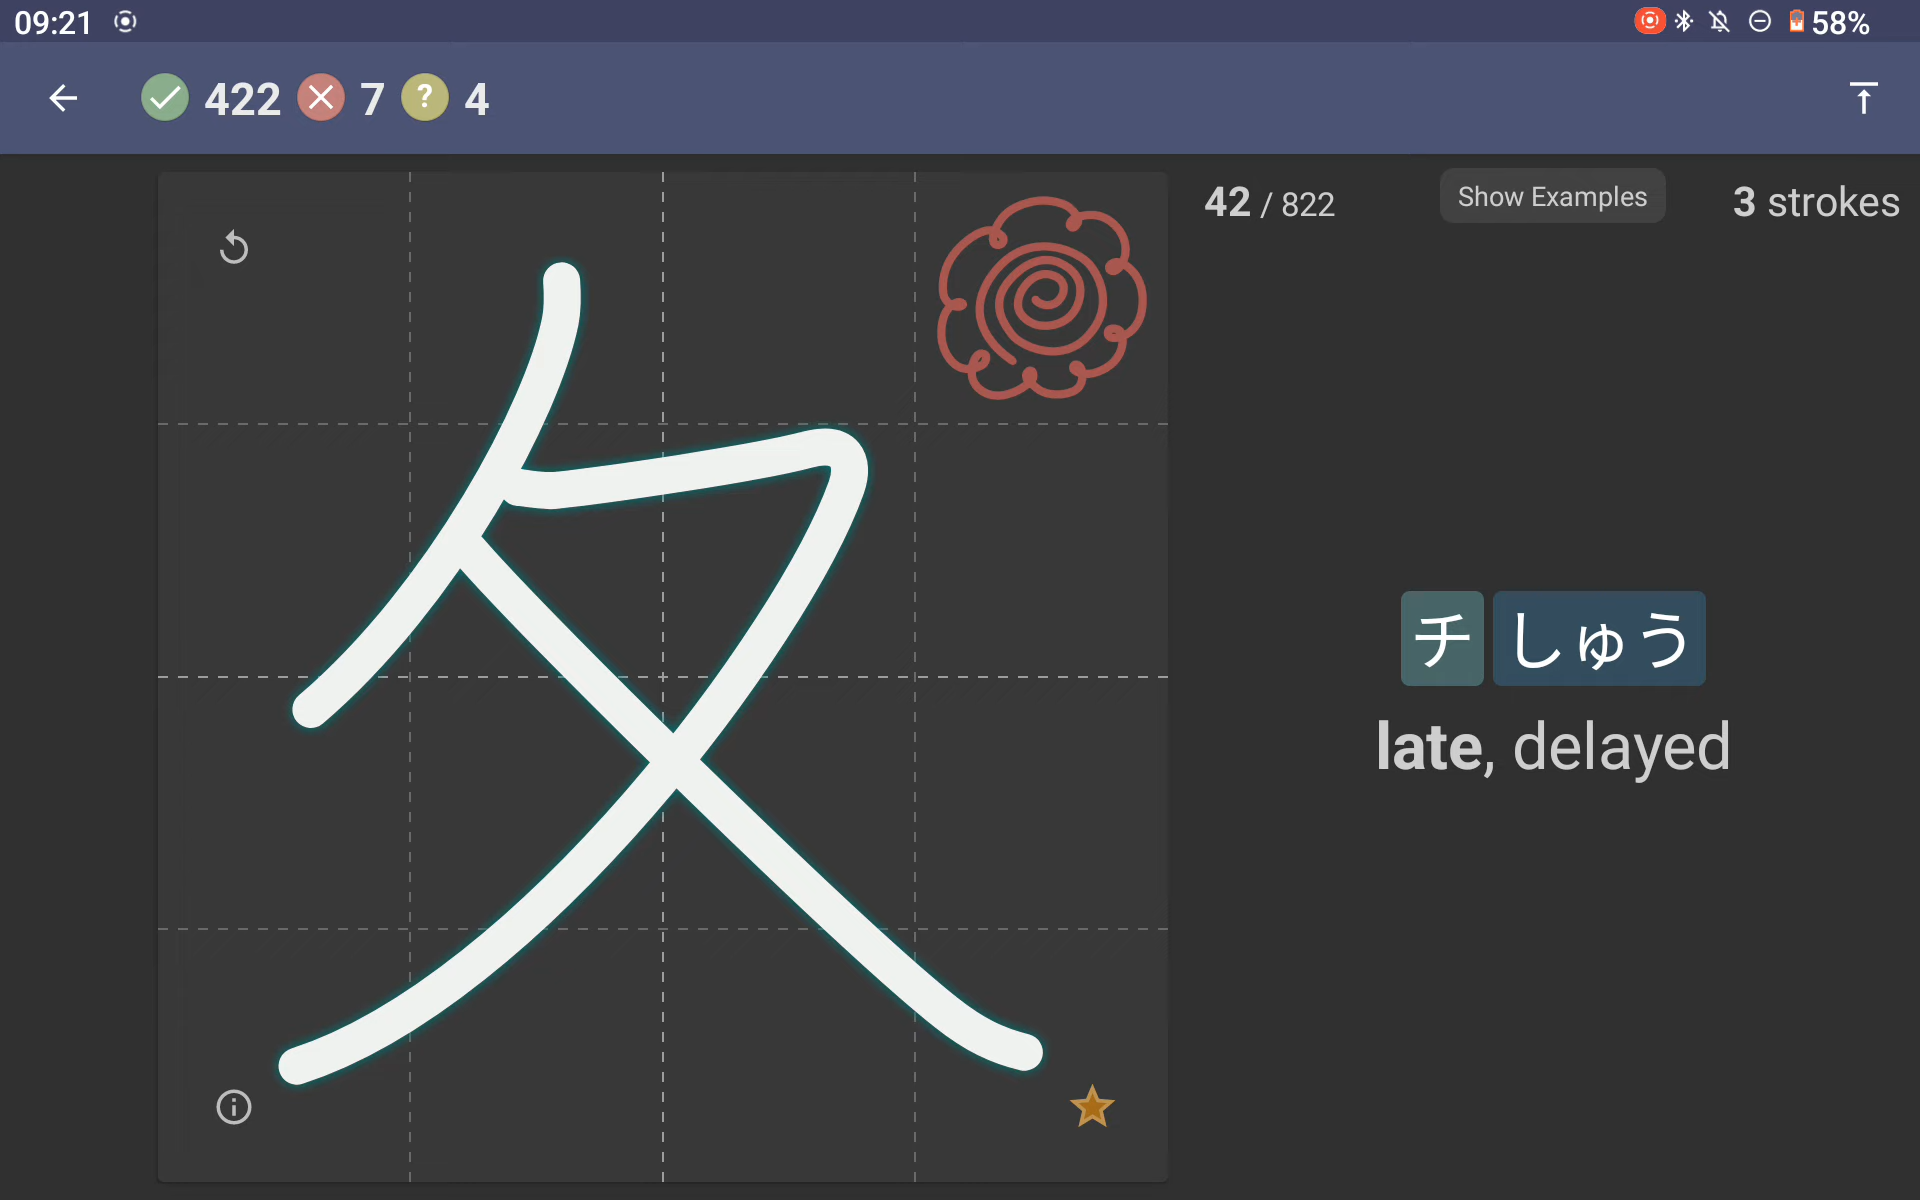 09:21 58%
422 7 ? 4
夂
42 / 822 Show Examples 3 strokes
チ しゅう
late, delayed